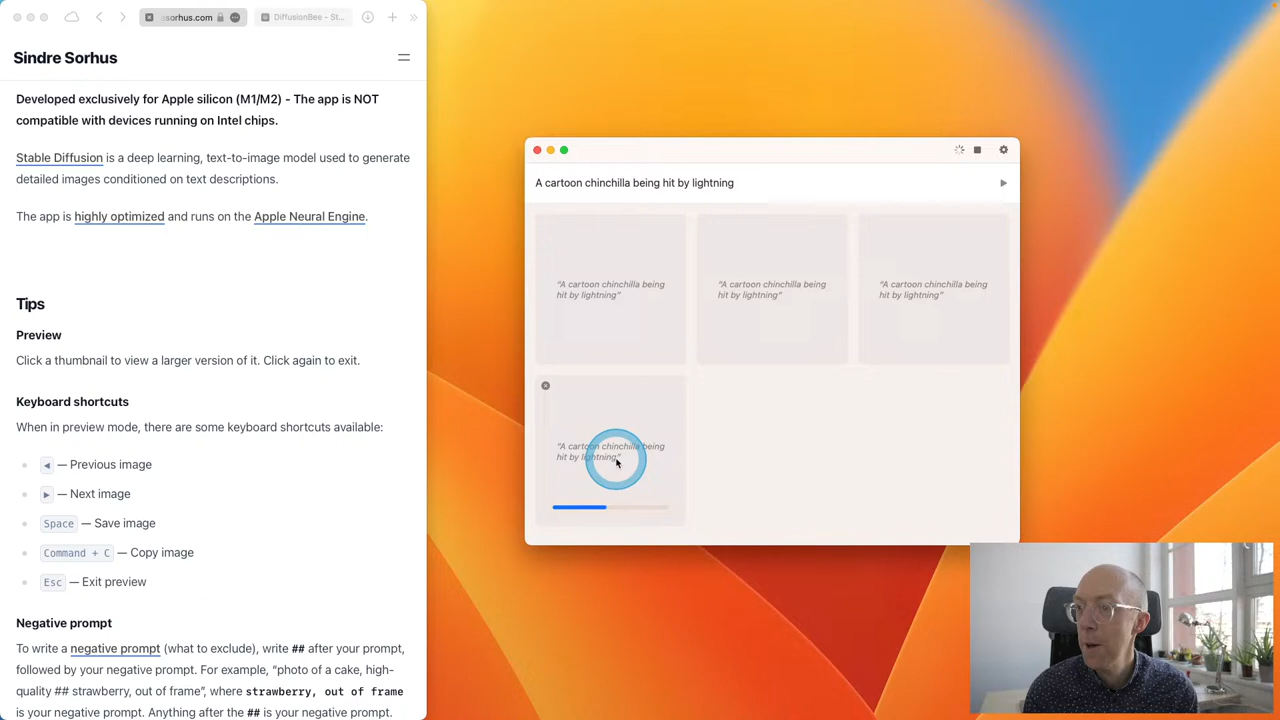 sorhus.com
DiffusionBee - St...
Sindre Sorhus
Developed exclusively for Apple silicon (M1/M2) - The app is NOT
compatible with devices running on Intel chips.
Stable Diffusion is a deep learning, text-to-image model used to generate
detailed images conditioned on text descriptions.
The app is highly optimized and runs on the Apple Neural Engine.
Tips
Preview
Click a thumbnail to view a larger version of it. Click again to exit.
Keyboard shortcuts
When in preview mode, there are some keyboard shortcuts available:
◀ — Previous image
▶ — Next image
Space — Save image
Command + C — Copy image
Esc — Exit preview
Negative prompt
To write a negative prompt (what to exclude), write ## after your prompt,
followed by your negative prompt. For example, “photo of a cake, high-
quality ## strawberry, out of frame”, where strawberry, out of frame
is your negative prompt. Anything after the ## is your negative prompt.
A cartoon chinchilla being hit by lightning
“A cartoon chinchilla being
hit by lightning”
“A cartoon chinchilla being
hit by lightning”
“A cartoon chinchilla being
hit by lightning”
“A cartoon chinchilla being
hit by lightning”